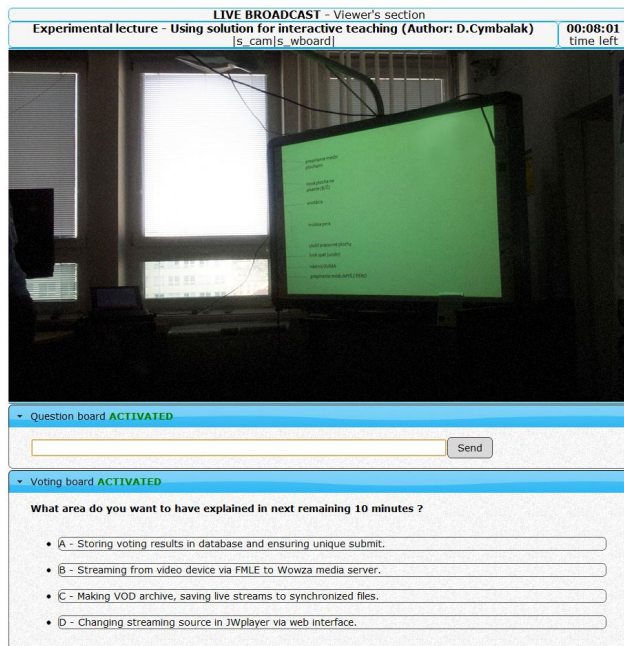 LIVE BROADCAST - Viewer's section
Experimental lecture - Using solution for interactive teaching (Author: D.Cymbalak)
|s_cam|s_wboard|
00:08:01
time left
Question board ACTIVATED
Send
Voting board ACTIVATED
What area do you want to have explained in next remaining 10 minutes ?
A - Storing voting results in database and ensuring unique submit.
B - Streaming from video device via FMLE to Wowza media server.
C - Making VOD archive, saving live streams to synchronized files.
D - Changing streaming source in JWplayer via web interface.